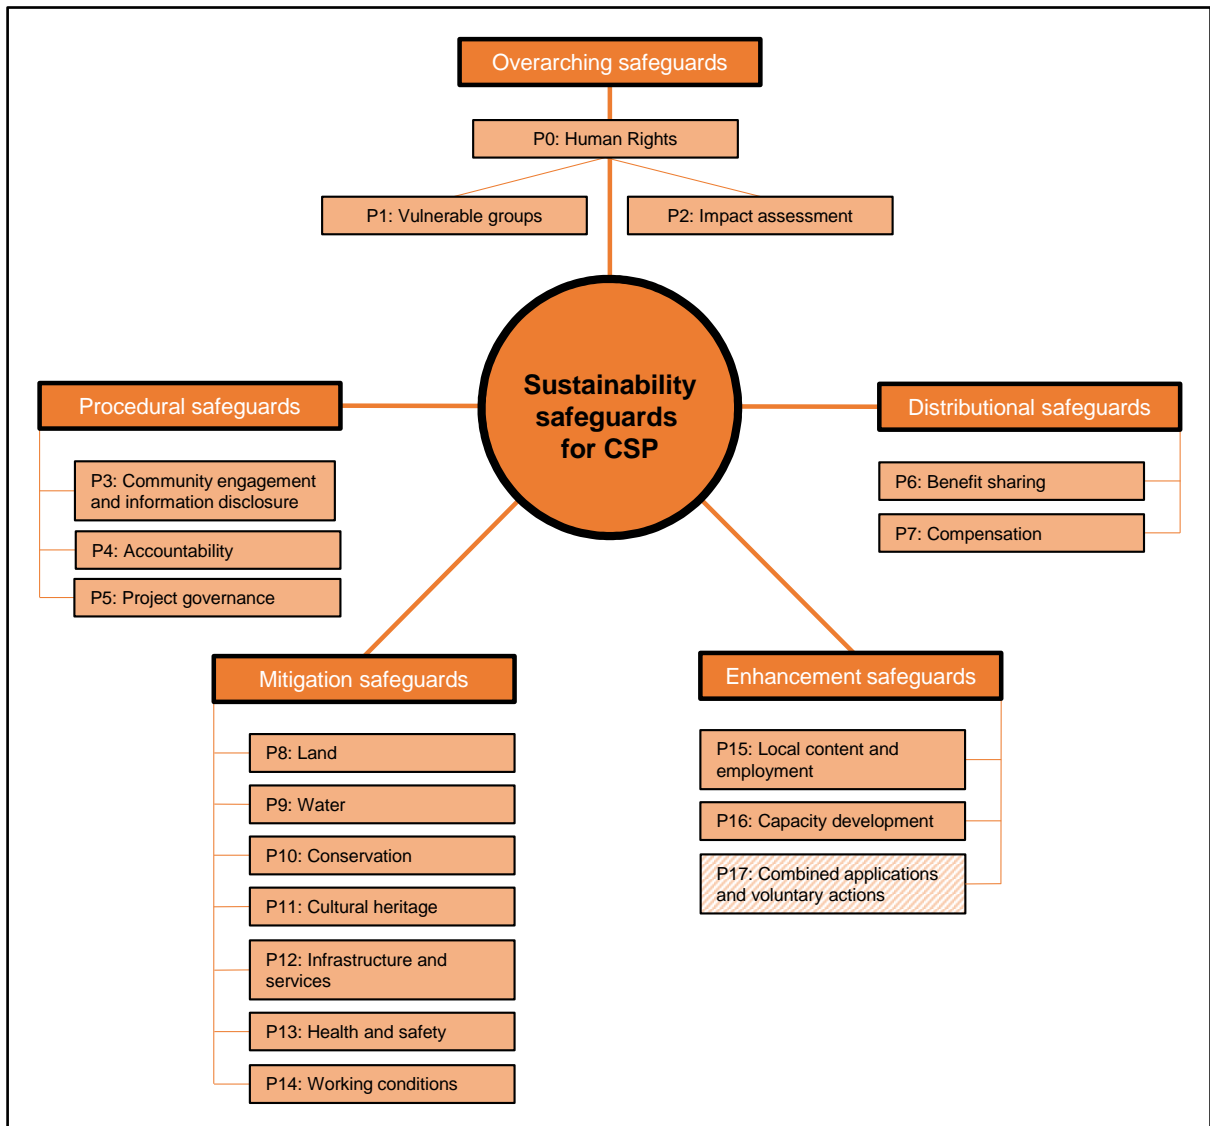 Overarching safeguards
P0: Human Rights
P1: Vulnerable groups
P2: Impact assessment
Sustainability
safeguards
for CSP
Procedural safeguards
P3: Community engagement
and information disclosure
P4: Accountability
P5: Project governance
Distributional safeguards
P6: Benefit sharing
P7: Compensation
Mitigation safeguards
P8: Land
P9: Water
P10: Conservation
P11: Cultural heritage
P12: Infrastructure and
services
P13: Health and safety
P14: Working conditions
Enhancement safeguards
P15: Local content and
employment
P16: Capacity development
P17: Combined applications
and voluntary actions